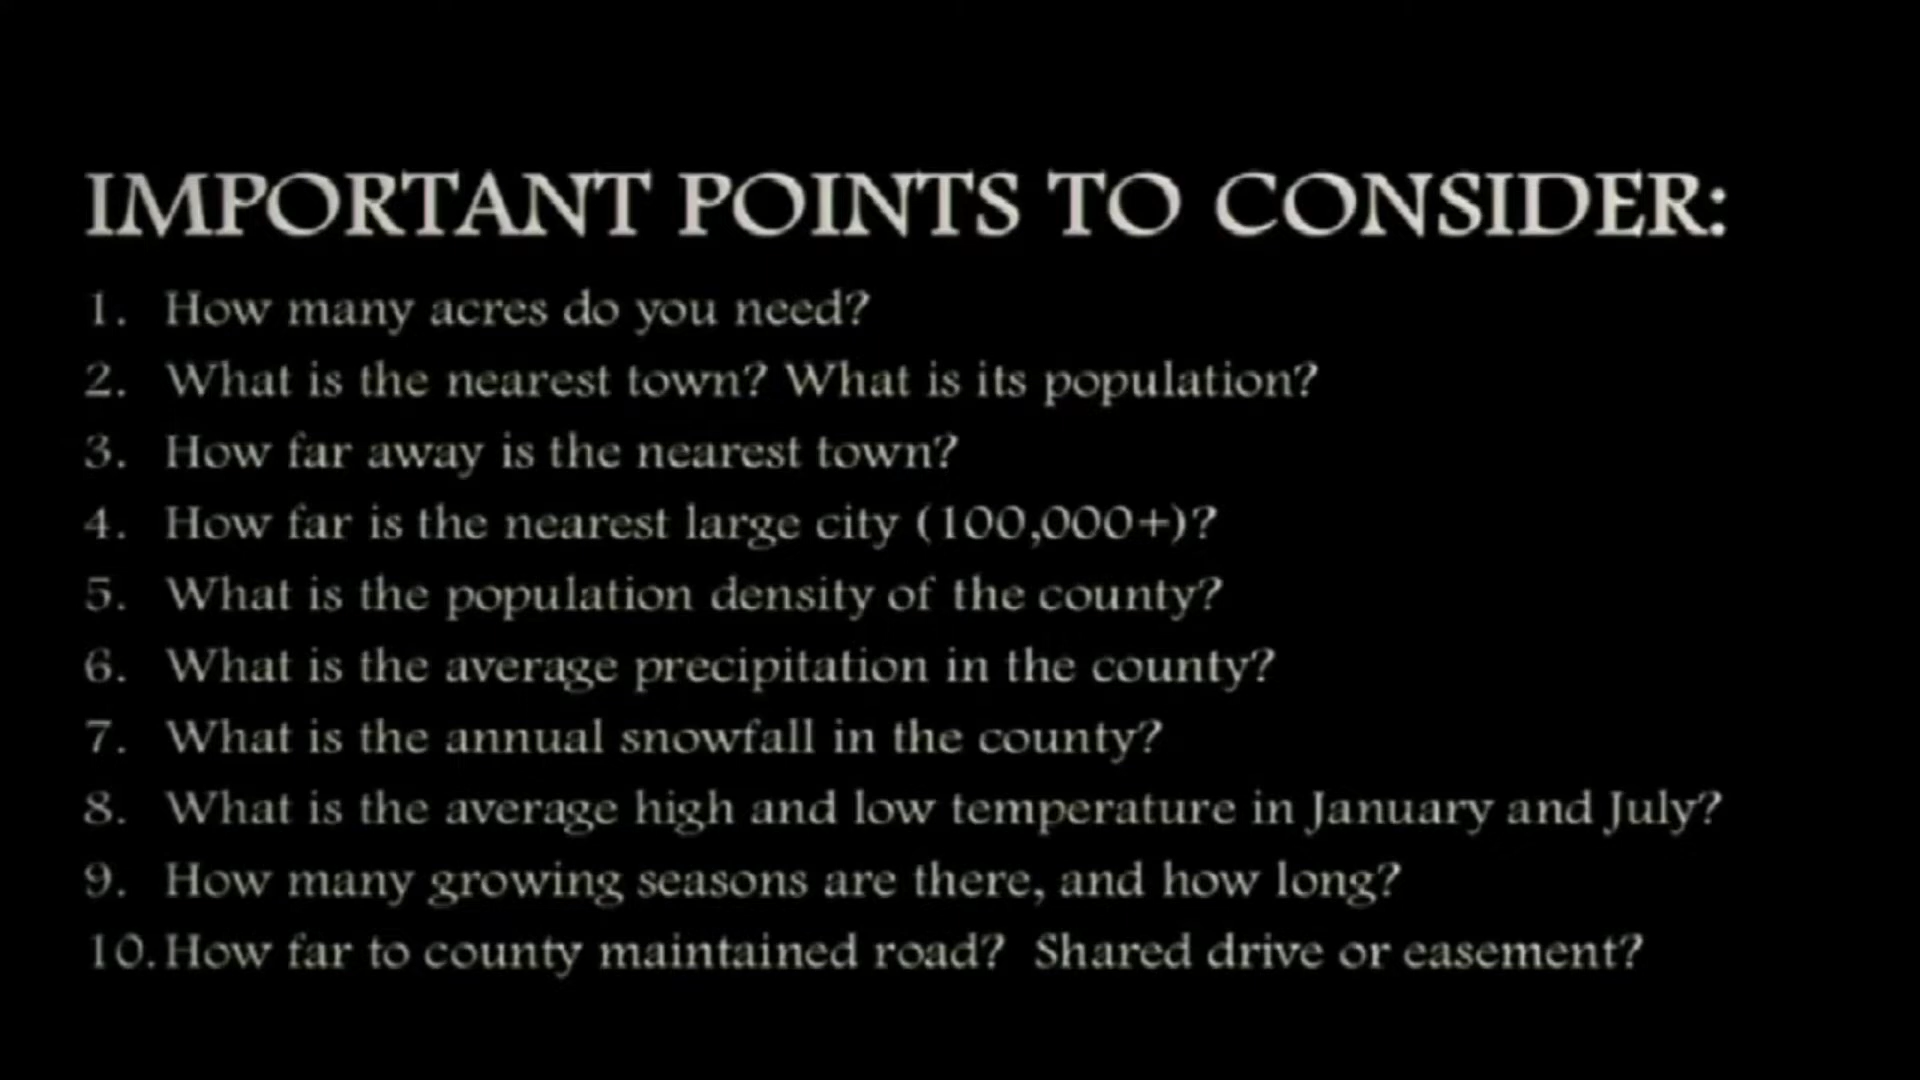 IMPORTANT POINTS TO CONSIDER:
1. How many acres do you need?
2. What is the nearest town? What is its population?
3. How far away is the nearest town?
4. How far is the nearest large city (100,000+)?
5. What is the population density of the county?
6. What is the average precipitation in the county?
7. What is the annual snowfall in the county?
8. What is the average high and low temperature in January and July?
9. How many growing seasons are there, and how long?
10. How far to county maintained road? Shared drive or easement?